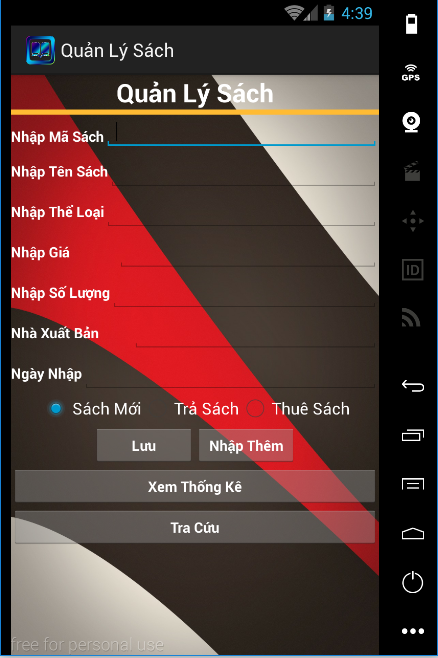 4:39
Quản Lý Sách
GPS
Quản Lý Sách
Nhập Mã Sách
Nhập Tên Sách
Nhập Thể Loại
ID
Nhập Giá
Nhập Số Lượng
Nhà Xuất Bản
Ngày Nhập
Sách Mới Trả Sách Thuê Sách
Lưu Nhập Thêm
Xem Thống Kê
Tra Cứu
free for personal use